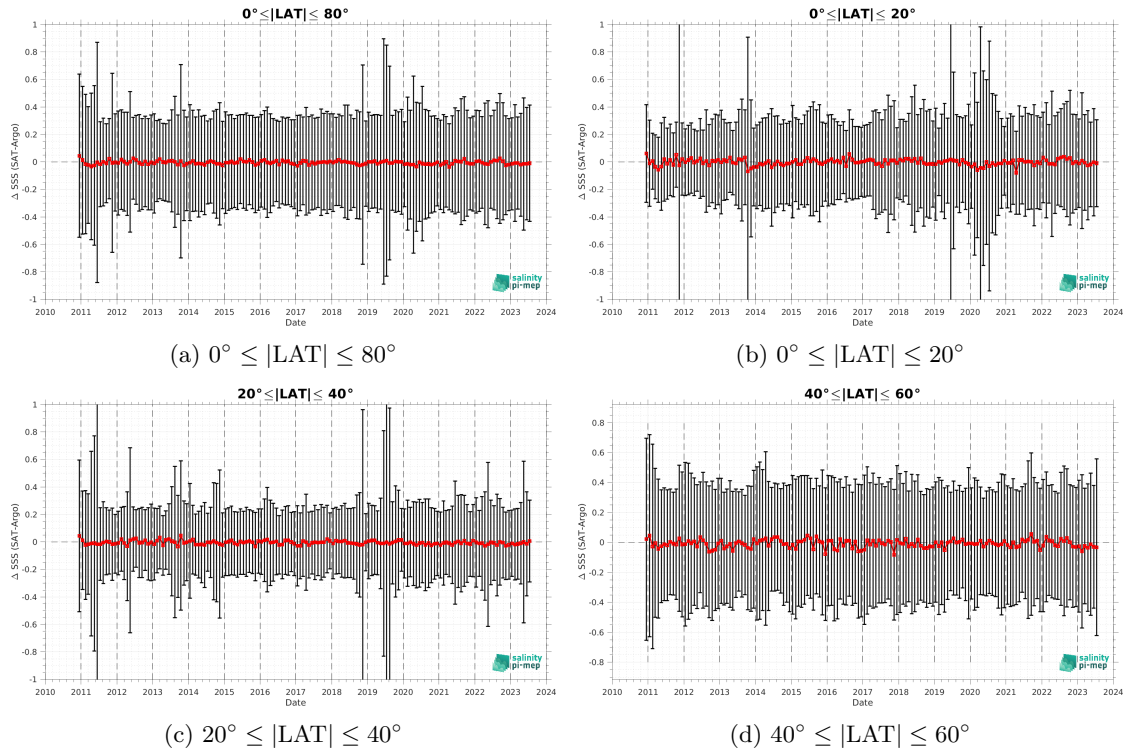 0°≤|LAT|≤ 80°
1
0.8
0.6
0.4
0.2
0
-0.2
-0.4
-0.6
-0.8
-1
Δ SSS (SAT-Argo)
2010 2011 2012 2013 2014 2015 2016 2017 2018 2019 2020 2021 2022 2023 2024
Date
salinity
pi-mep
(a) 0° ≤ |LAT| ≤ 80°
0°≤|LAT|≤ 20°
1
0.8
0.6
0.4
0.2
0
-0.2
-0.4
-0.6
-0.8
-1
Δ SSS (SAT-Argo)
2010 2011 2012 2013 2014 2015 2016 2017 2018 2019 2020 2021 2022 2023 2024
Date
salinity
pi-mep
(b) 0° ≤ |LAT| ≤ 20°
20°≤|LAT|≤ 40°
1
0.8
0.6
0.4
0.2
0
-0.2
-0.4
-0.6
-0.8
-1
Δ SSS (SAT-Argo)
2010 2011 2012 2013 2014 2015 2016 2017 2018 2019 2020 2021 2022 2023 2024
Date
salinity
pi-mep
(c) 20° ≤ |LAT| ≤ 40°
40°≤|LAT|≤ 60°
0.8
0.6
0.4
0.2
0
-0.2
-0.4
-0.6
-0.8
Δ SSS (SAT-Argo)
2010 2011 2012 2013 2014 2015 2016 2017 2018 2019 2020 2021 2022 2023 2024
Date
salinity
pi-mep
(d) 40° ≤ |LAT| ≤ 60°